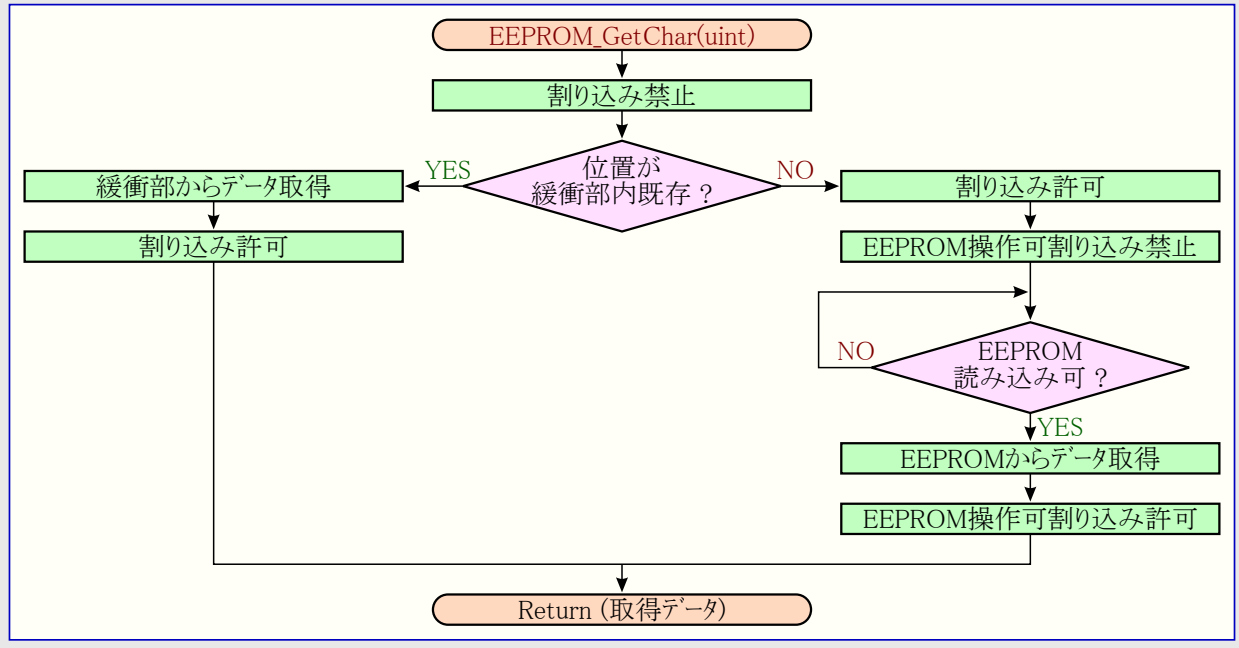 EEPROM_GetChar(uint)
割り込み禁止
位置が
緩衝部内既存 ?
YES
NO
緩衝部からデータ取得
割り込み許可
割り込み許可
EEPROM操作可割り込み禁止
EEPROM
読み込み可 ?
NO
YES
EEPROMからデータ取得
EEPROM操作可割り込み許可
Return (取得データ)